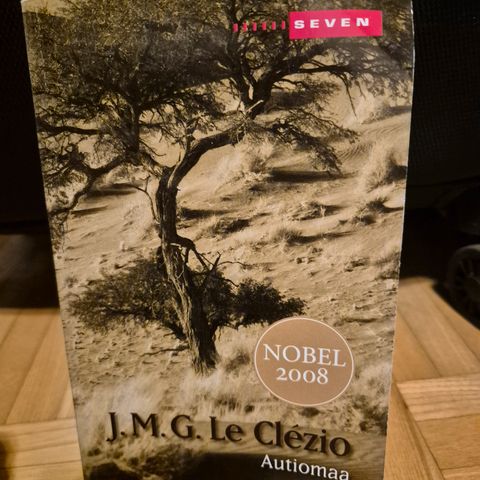 SEVEN
NOBEL
2008
J.M.G. Le Clézio
Autiomaa